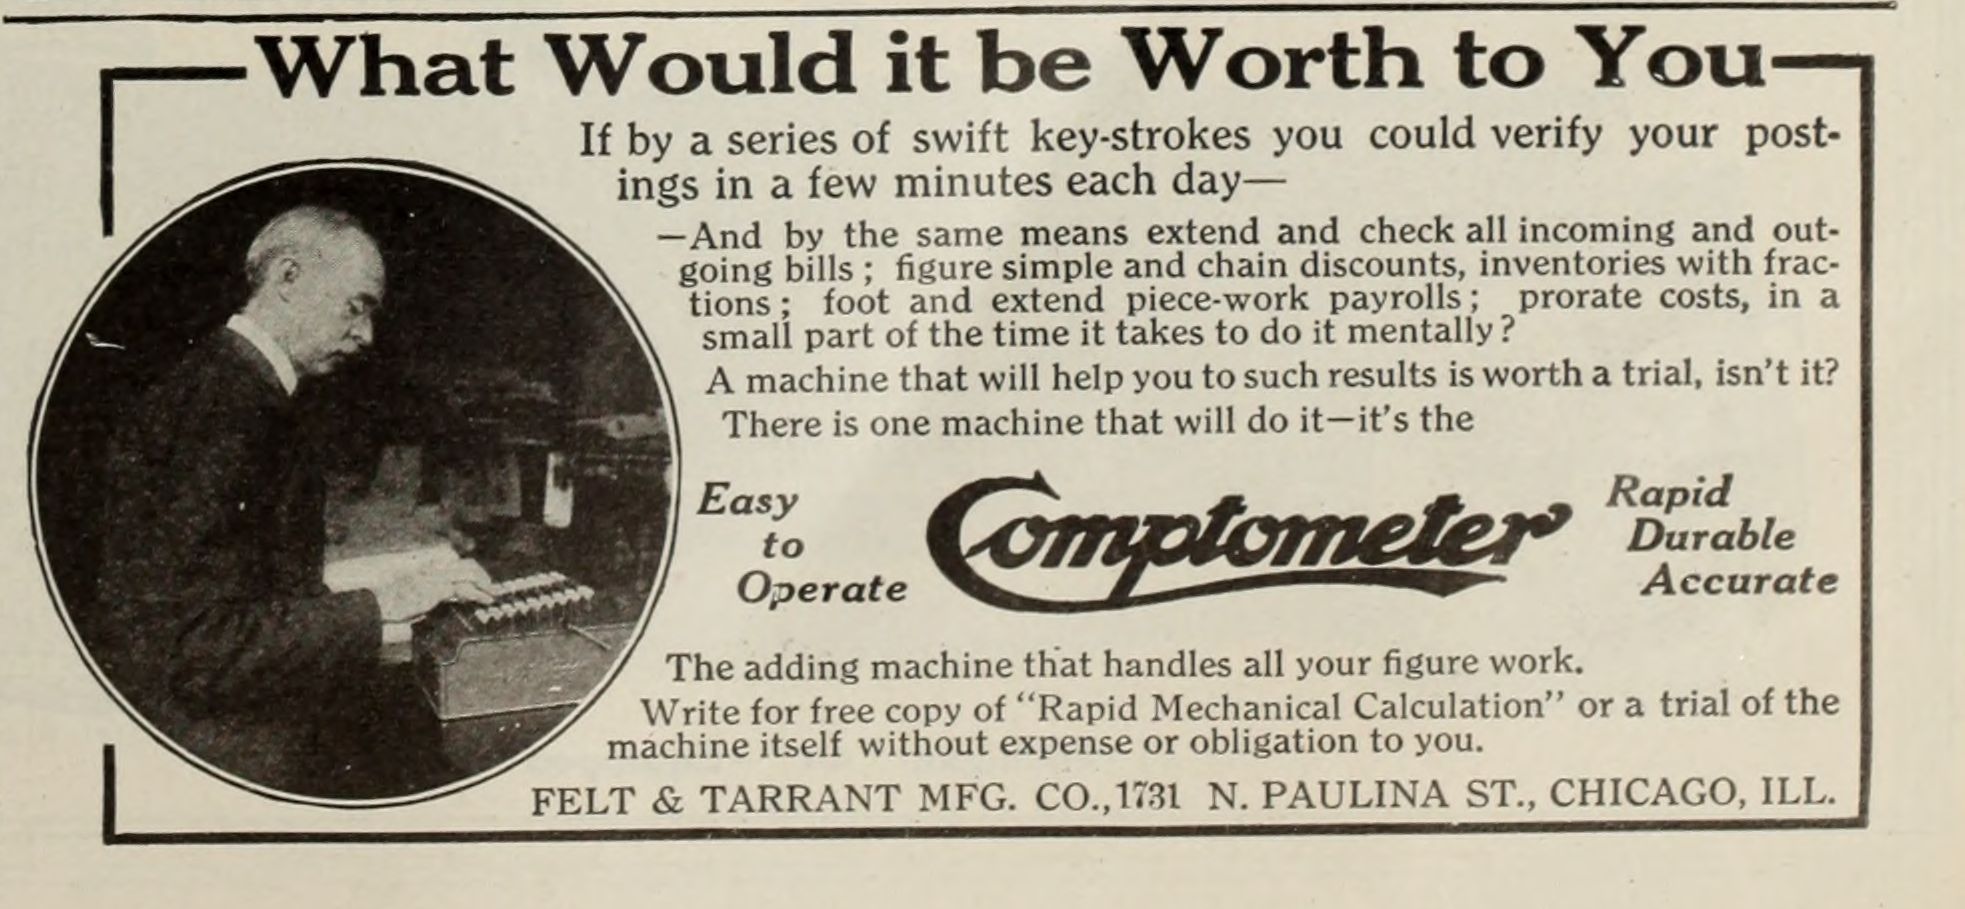 What Would it be Worth to You
If by a series of swift key-strokes you could verify your post-
ings in a few minutes each day—
—And by the same means extend and check all incoming and out-
going bills; figure simple and chain discounts, inventories with frac-
tions; foot and extend piece-work payrolls; prorate costs, in a
small part of the time it takes to do it mentally?
A machine that will help you to such results is worth a trial, isn't it?
There is one machine that will do it—it's the
Easy
to
Operate
Comptometer
Rapid
Durable
Accurate
The adding machine that handles all your figure work.
Write for free copy of "Rapid Mechanical Calculation" or a trial of the
machine itself without expense or obligation to you.
FELT & TARRANT MFG. CO., 1731 N. PAULINA ST., CHICAGO, ILL.